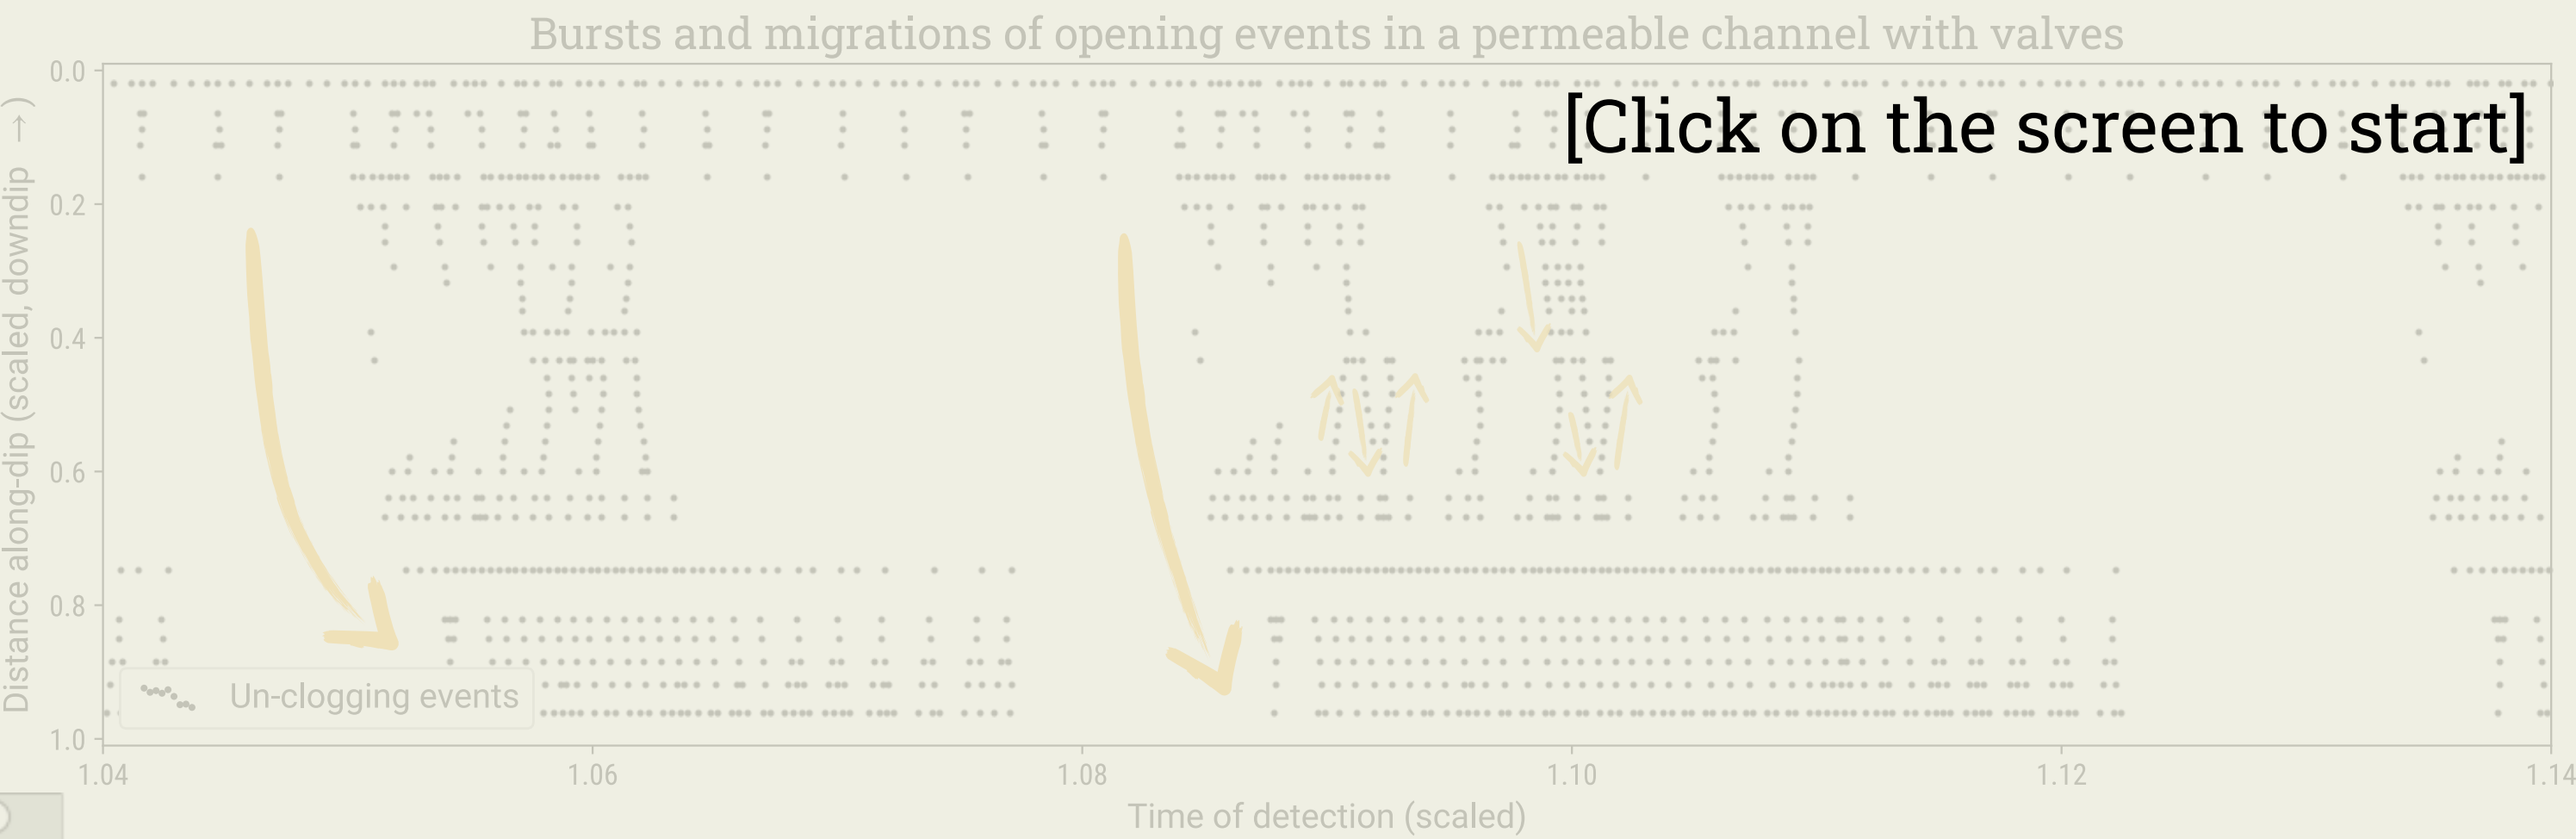 Bursts and migrations of opening events in a permeable channel with valves
[Click on the screen to start]
Distance along-dip (scaled, downdip →)
0.0
0.2
0.4
0.6
0.8
1.0
Un-clogging events
1.04 1.06 1.08 1.10 1.12 1.14
Time of detection (scaled)